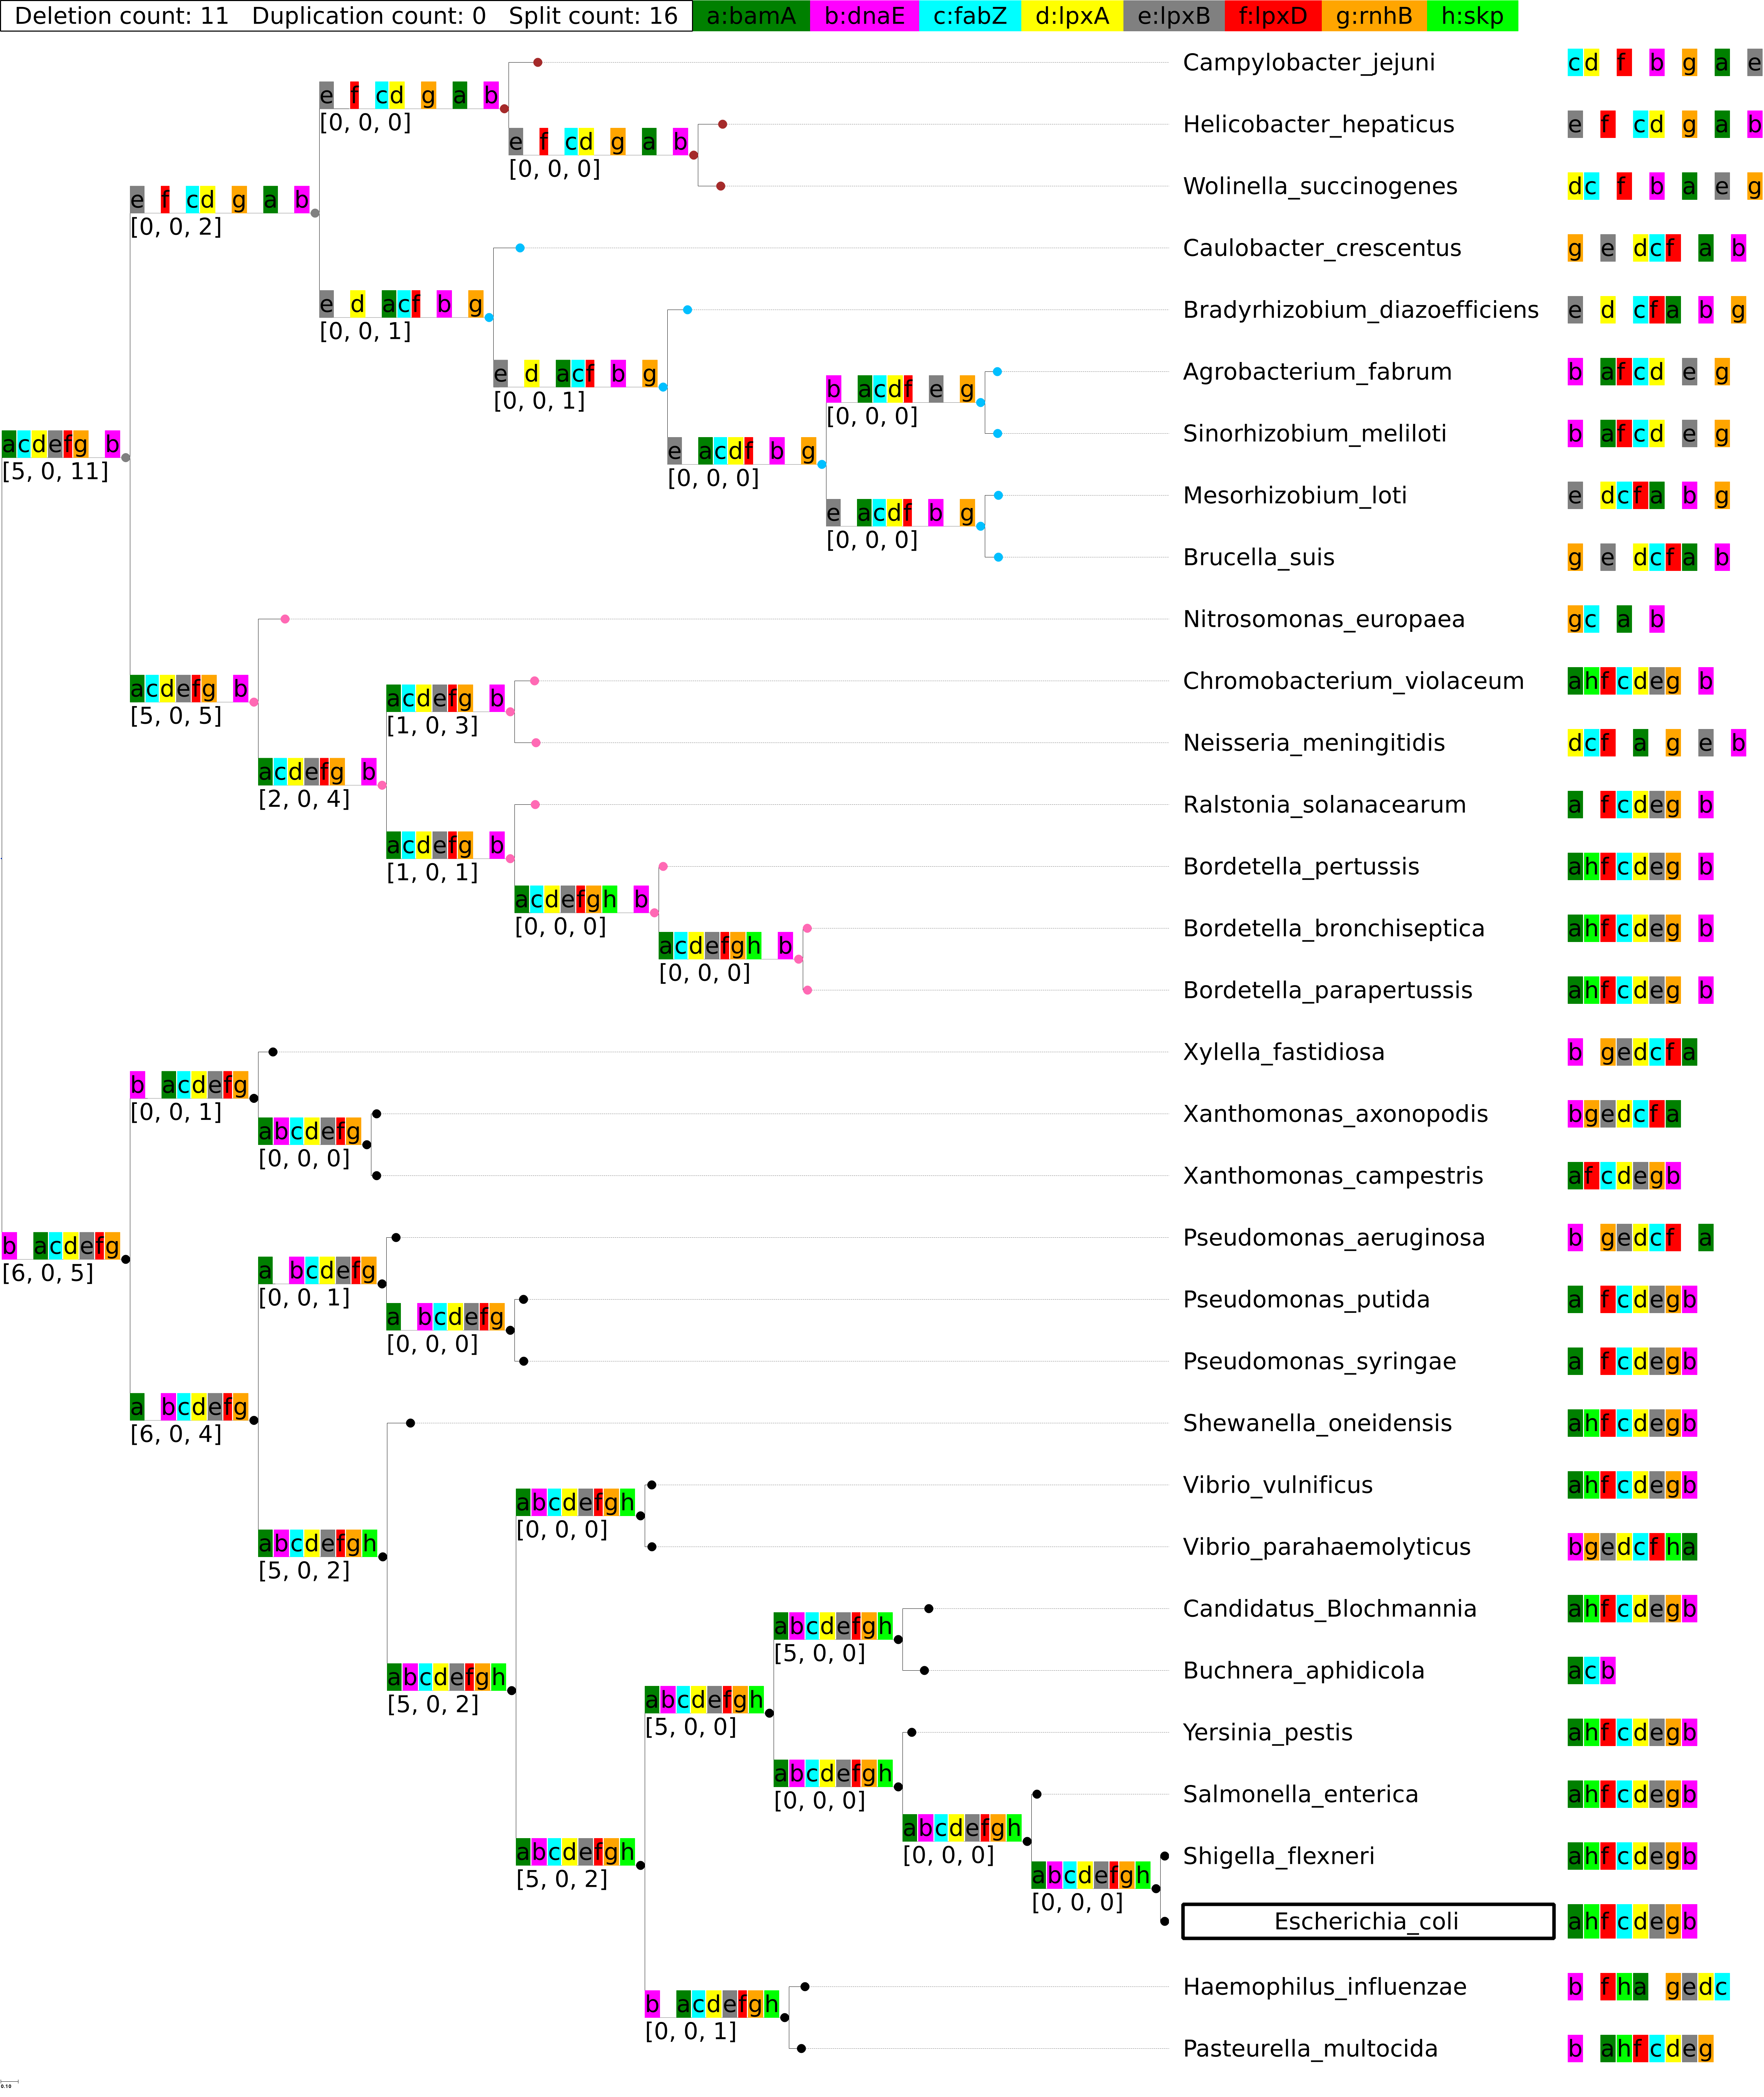 Deletion count: 11 Duplication count: 0 Split count: 16 a:bamA b:dnaE c:fabZ d:lpxA e:lpxB f:lpxD g:rnhB h:skp
Campylobacter_jejuni cd f b g a e
e f cd g a b
[0, 0, 0]
Helicobacter_hepaticus e f cd g a b
e f cd g a b
[0, 0, 0]
Wolinella_succinogenes dc f b a e g
e f cd g a b
[0, 0, 2]
Caulobacter_crescentus g e dcf a b
e d acf b g
[0, 0, 1]
Bradyrhizobium_diazoefficiens e d cfa b g
e d acf b g
[0, 0, 1]
Agrobacterium_fabrum b afcd e g
b acdf e g
[0, 0, 0]
Sinorhizobium_meliloti b afcd e g
acdefg b
[5, 0, 11]
e acdf b g
[0, 0, 0]
Mesorhizobium_loti e dcfa b g
e acdf b g
[0, 0, 0]
Brucella_suis g e dcfa b
Nitrosomonas_europaea gc a b
Chromobacterium_violaceum ahfcdeg b
acdefg b
[5, 0, 5]
acdefg b
[1, 0, 3]
Neisseria_meningitidis dcf a g e b
acdefg b
[2, 0, 4]
Ralstonia_solanacearum a fcdeg b
acdefg b
[1, 0, 1]
Bordetella_pertussis ahfcdeg b
acdefgh b
[0, 0, 0]
Bordetella_bronchiseptica ahfcdeg b
acdefgh b
[0, 0, 0]
Bordetella_parapertussis ahfcdeg b
Xylella_fastidiosa b gedcfa
b acdefg
[0, 0, 1]
Xanthomonas_axonopodis bgedcfa
abcdefg
[0, 0, 0]
Xanthomonas_campestris afcdegb
Pseudomonas_aeruginosa b gedcf a
b acdefg
[6, 0, 5]
a bcdefg
[0, 0, 1]
Pseudomonas_putida a fcdegb
a bcdefg
[0, 0, 0]
Pseudomonas_syringae a fcdegb
a bcdefg
[6, 0, 4]
Shewanella_oneidensis ahfcdegb
Vibrio_vulnificus ahfcdegb
abcdefgh
[0, 0, 0]
Vibrio_parahaemolyticus bgedcfha
abcdefgh
[5, 0, 2]
Candidatus_Blochmannia ahfcdegb
abcdefgh
[5, 0, 0]
Buchnera_aphidicola acb
abcdefgh
[5, 0, 2]
abcdefgh
[5, 0, 0]
Yersinia_pestis ahfcdegb
abcdefgh
[0, 0, 0]
Salmonella_enterica ahfcdegb
abcdefgh
[0, 0, 0]
Shigella_flexneri ahfcdegb
abcdefgh
[5, 0, 2]
abcdefgh
[0, 0, 0]
Escherichia_coli ahfcdegb
Haemophilus_influenzae b fha gedc
b acdefgh
[0, 0, 1]
Pasteurella_multocida b ahfcdeg
0.10